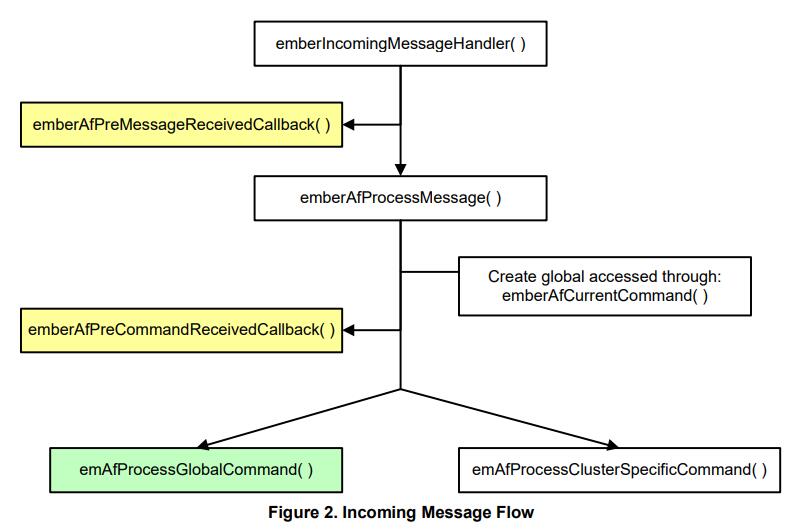 emberIncomingMessageHandler( )
emberAfPreMessageReceivedCallback( )
emberAfProcessMessage( )
Create global accessed through:
emberAfCurrentCommand( )
emberAfPreCommandReceivedCallback( )
emAfProcessGlobalCommand( )
emAfProcessClusterSpecificCommand( )
Figure 2. Incoming Message Flow